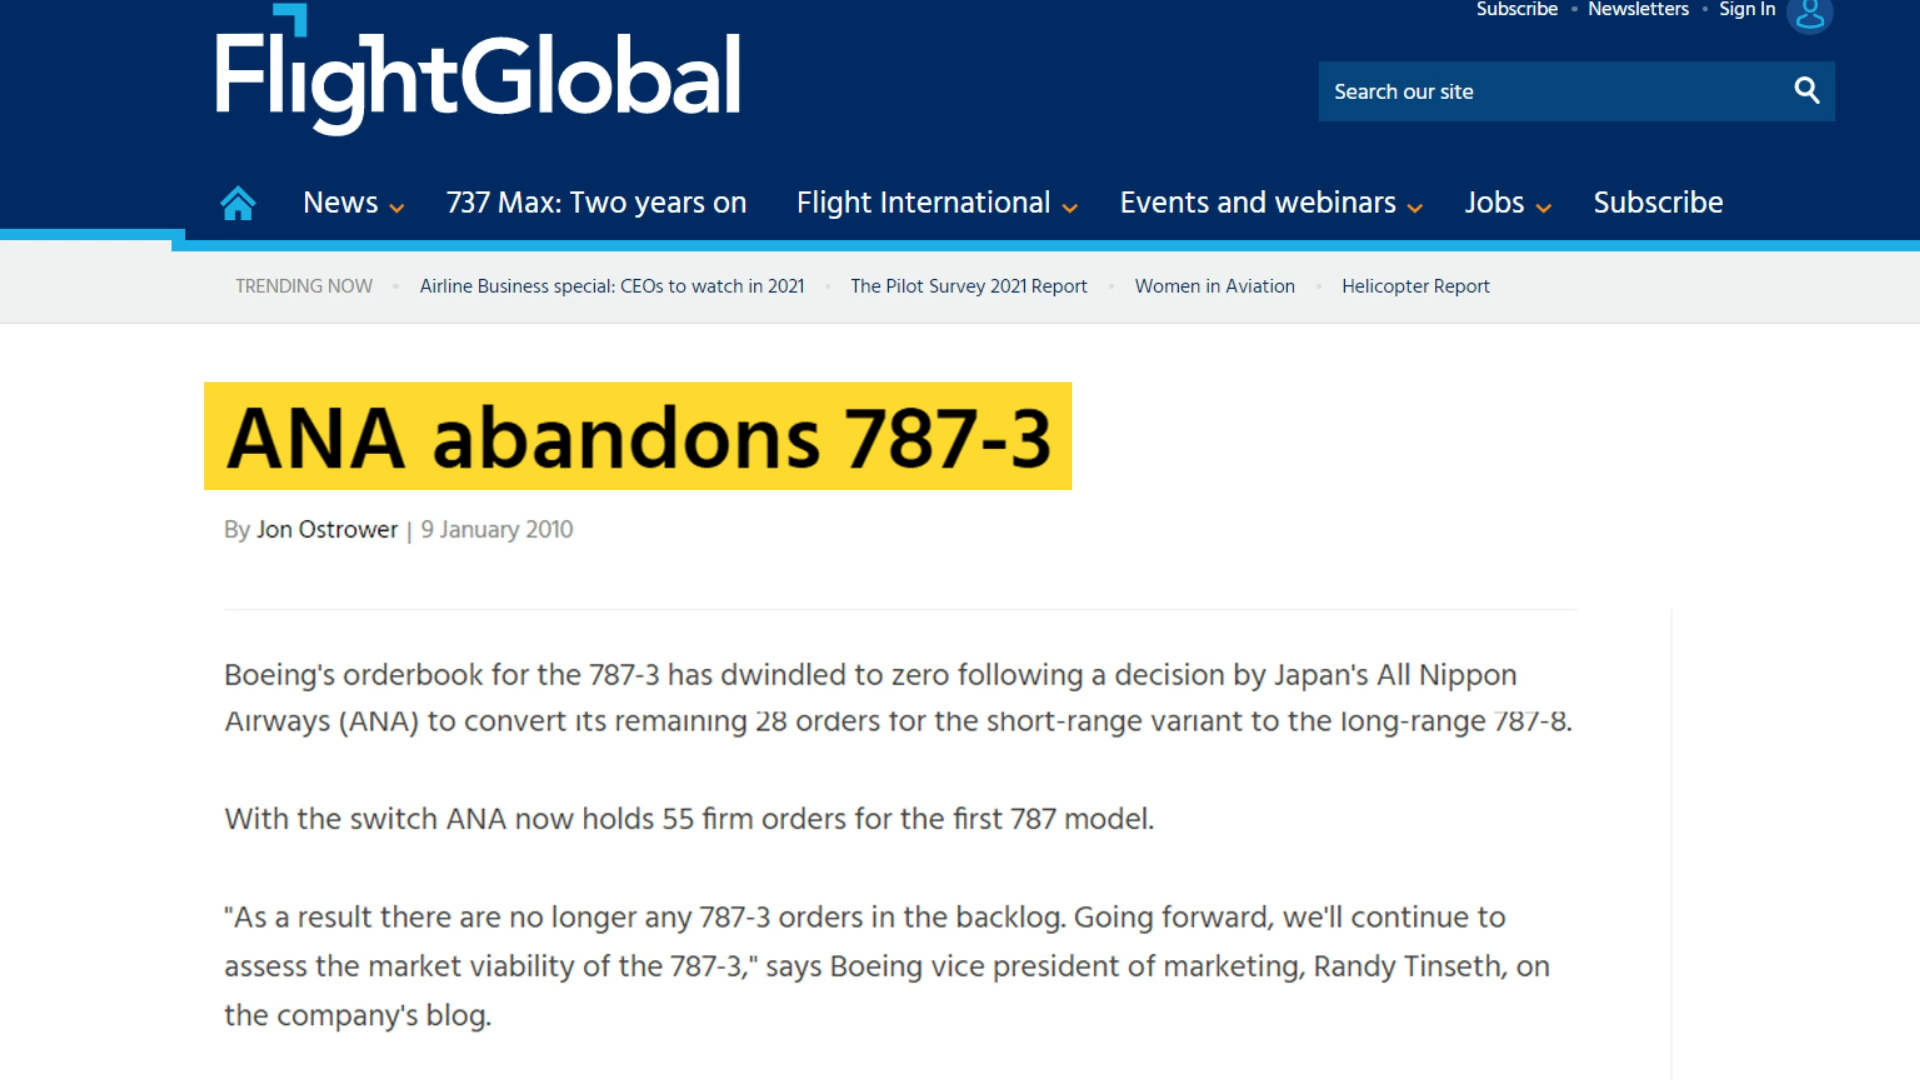 Subscribe • Newsletters • Sign In
FlightGlobal
Search our site
News 737 Max: Two years on Flight International Events and webinars Jobs Subscribe
TRENDING NOW • Airline Business special: CEOs to watch in 2021 • The Pilot Survey 2021 Report • Women in Aviation • Helicopter Report
ANA abandons 787-3
By Jon Ostrower | 9 January 2010
Boeing's orderbook for the 787-3 has dwindled to zero following a decision by Japan's All Nippon
Airways (ANA) to convert its remaining 28 orders for the short-range variant to the long-range 787-8.
With the switch ANA now holds 55 firm orders for the first 787 model.
"As a result there are no longer any 787-3 orders in the backlog. Going forward, we'll continue to
assess the market viability of the 787-3," says Boeing vice president of marketing, Randy Tinseth, on
the company's blog.